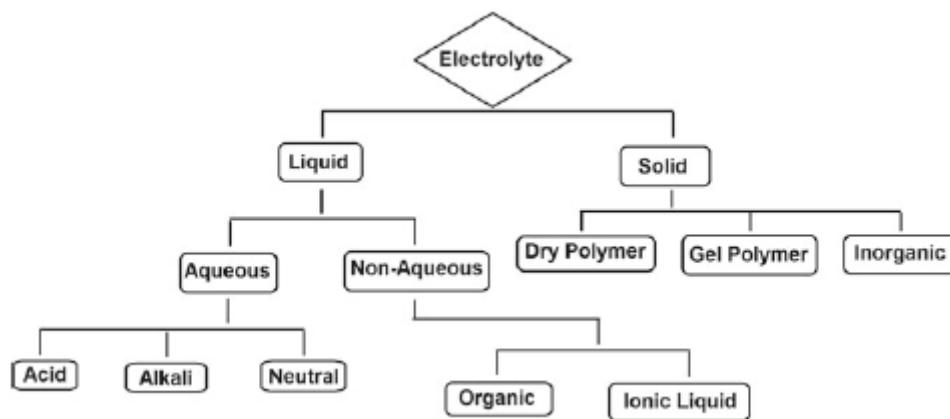 Electrolyte
Liquid
Solid
Aqueous
Non-Aqueous
Dry Polymer
Gel Polymer
Inorganic
Acid
Alkali
Neutral
Organic
Ionic Liquid